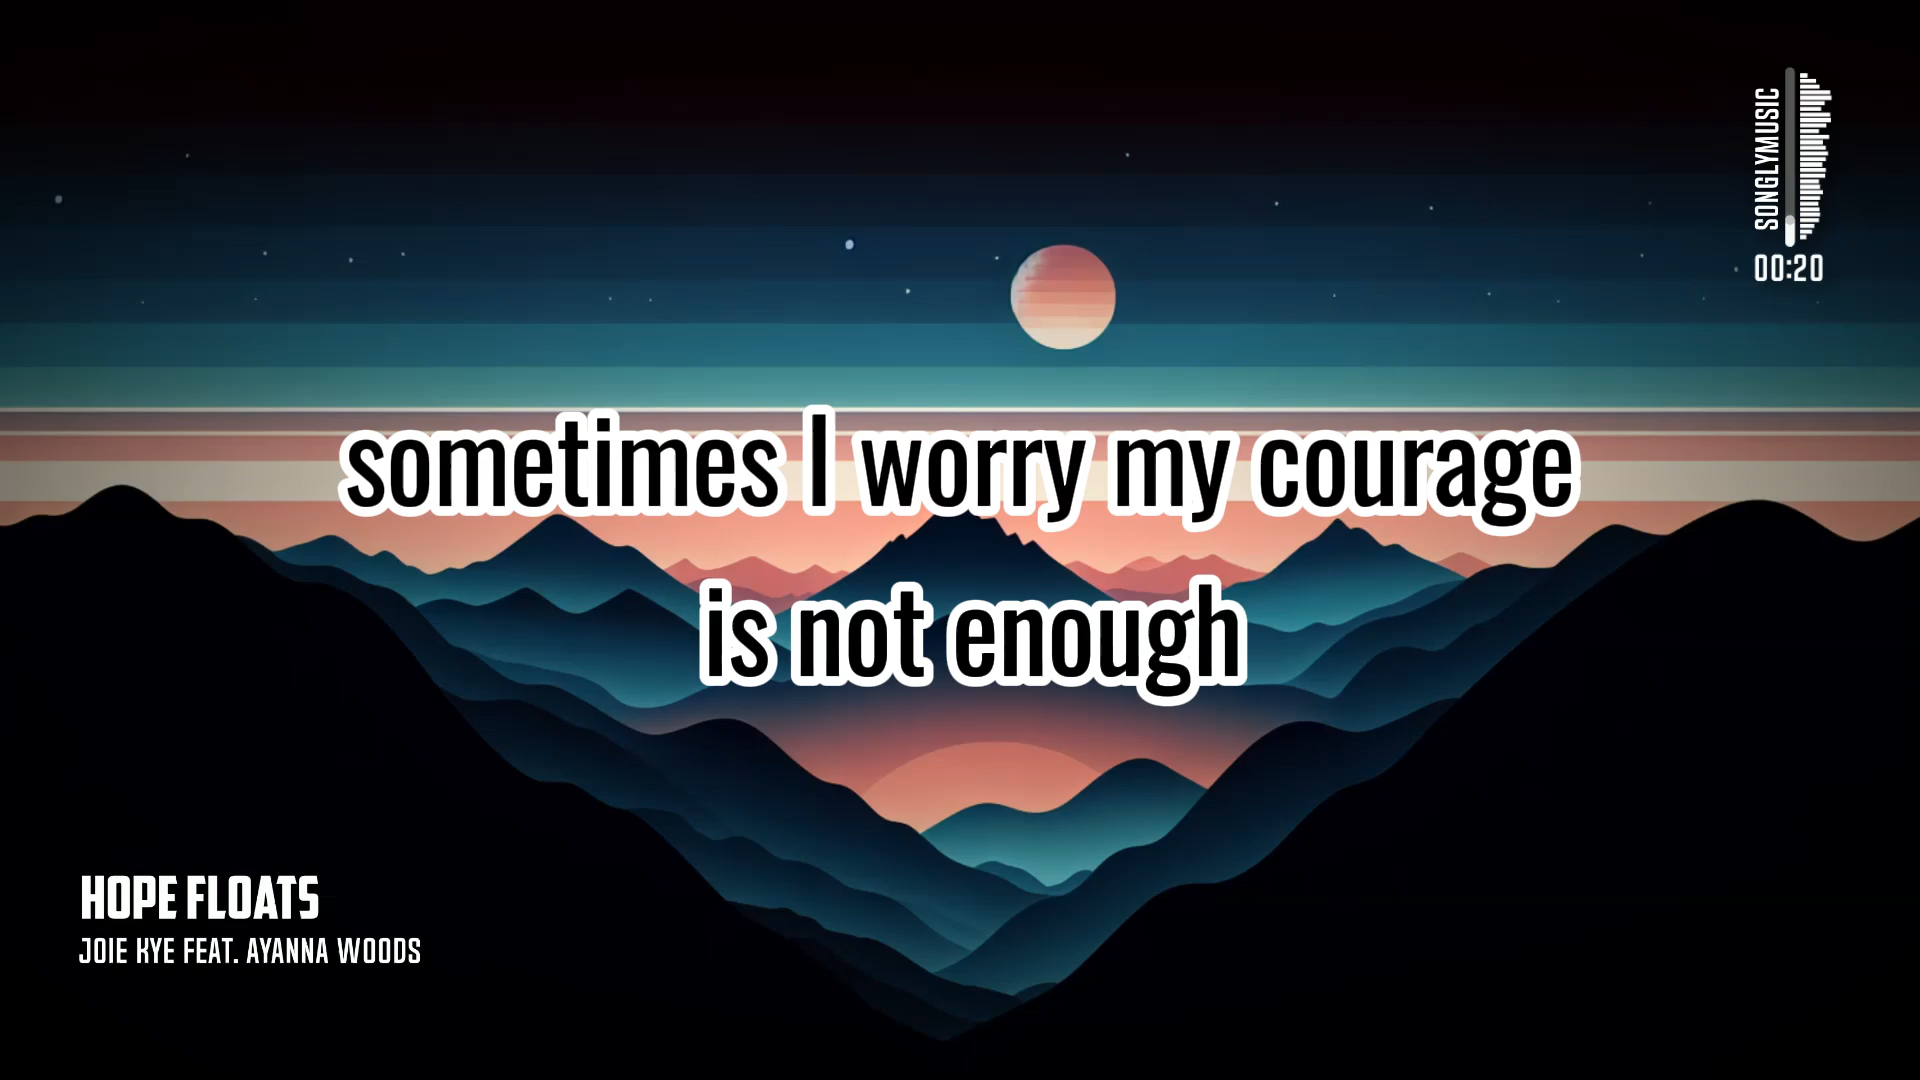 SONGLYMUSIC
00:20
sometimes I worry my courage
is not enough
HOPE FLOATS
JOIE KYE FEAT. AYANNA WOODS